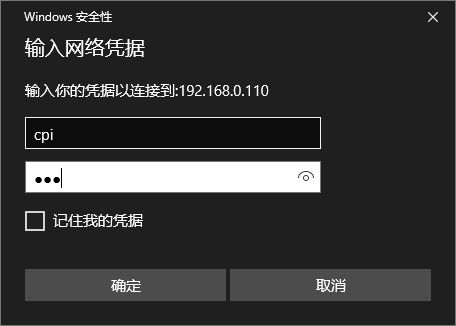 Windows 安全性
输入网络凭据
输入你的凭据以连接到:192.168.0.110
cpi
●●●
记住我的凭据
确定
取消